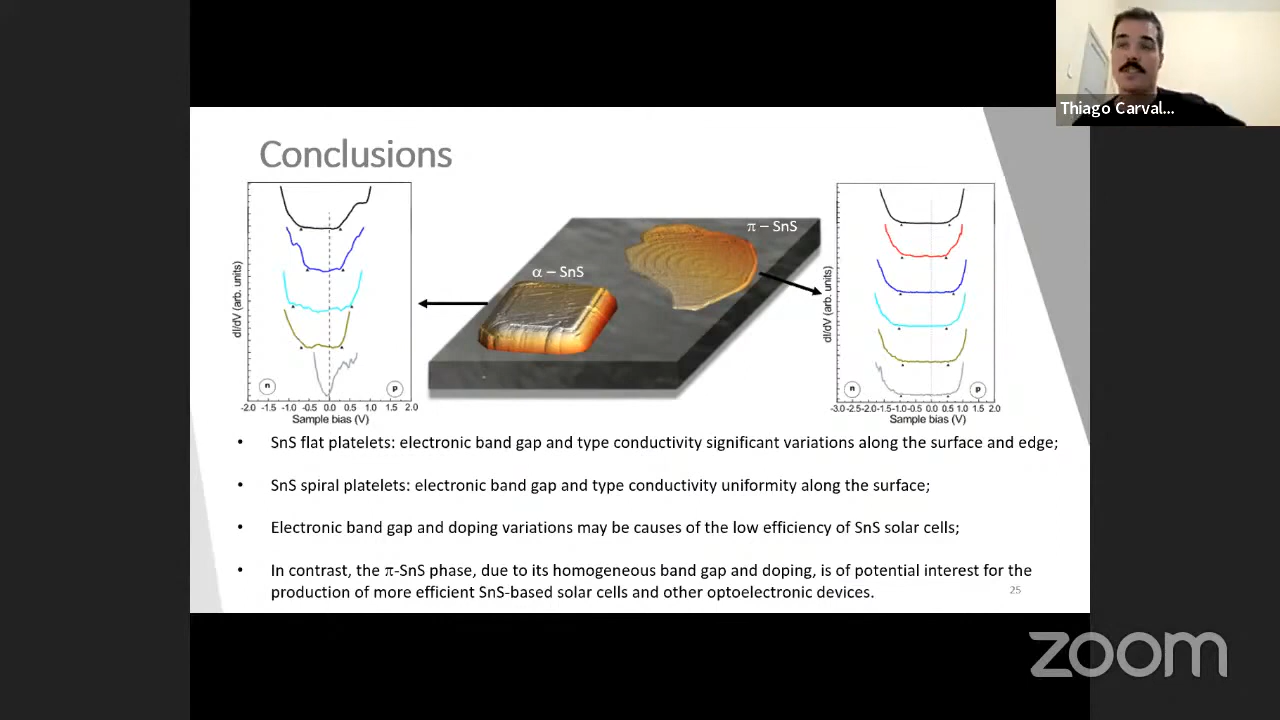 Thiago Carval...
Conclusions
π – SnS
α – SnS
dI/dV (arb. units)
n
p
-2.0 -1.5 -1.0 -0.5 0.0 0.5 1.0 1.5 2.0
Sample bias (V)
dI/dV (arb. units)
n
p
-3.0 -2.5 -2.0 -1.5 -1.0 -0.5 0.0 0.5 1.0 1.5 2.0
Sample bias (V)
• SnS flat platelets: electronic band gap and type conductivity significant variations along the surface and edge;
• SnS spiral platelets: electronic band gap and type conductivity uniformity along the surface;
• Electronic band gap and doping variations may be causes of the low efficiency of SnS solar cells;
• In contrast, the π-SnS phase, due to its homogeneous band gap and doping, is of potential interest for the
production of more efficient SnS-based solar cells and other optoelectronic devices.
25
zoom